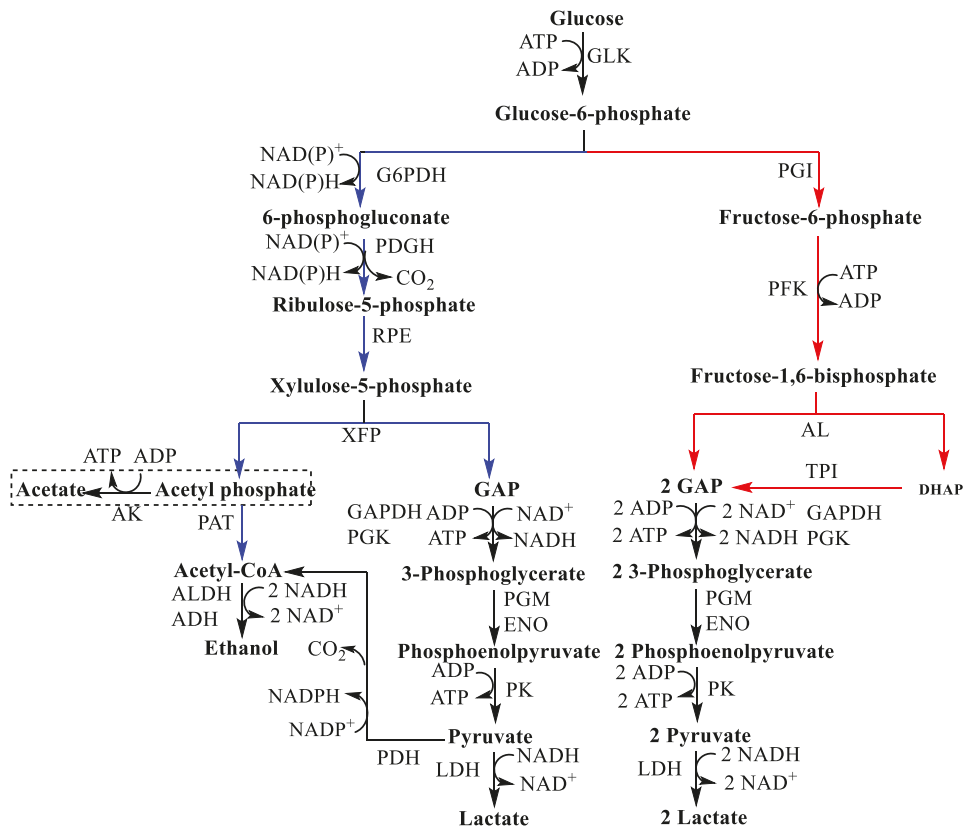 Glucose
ATP
ADP
GLK
Glucose-6-phosphate
NAD(P)+
NAD(P)H
G6PDH
PGI
6-phosphogluconate
Fructose-6-phosphate
NAD(P)+
PDGH
NAD(P)H
CO2
ATP
PFK
ADP
Ribulose-5-phosphate
RPE
Xylulose-5-phosphate
Fructose-1,6-bisphosphate
XFP
AL
ATP
ADP
Acetate
Acetyl phosphate
AK
PAT
GAP
2 GAP
TPI
DHAP
GAPDH
PGK
ADP
ATP
NAD+
NADH
2 ADP
2 ATP
2 NAD+
2 NADH
GAPDH
PGK
Acetyl-CoA
3-Phosphoglycerate
2 3-Phosphoglycerate
ALDH
ADH
2 NADH
2 NAD+
PGM
ENO
PGM
ENO
Ethanol
CO2
Phosphoenolpyruvate
2 Phosphoenolpyruvate
NADPH
NADP+
ADP
ATP
PK
2 ADP
2 ATP
PK
PDH
Pyruvate
2 Pyruvate
LDH
NADH
NAD+
LDH
2 NADH
2 NAD+
Lactate
2 Lactate